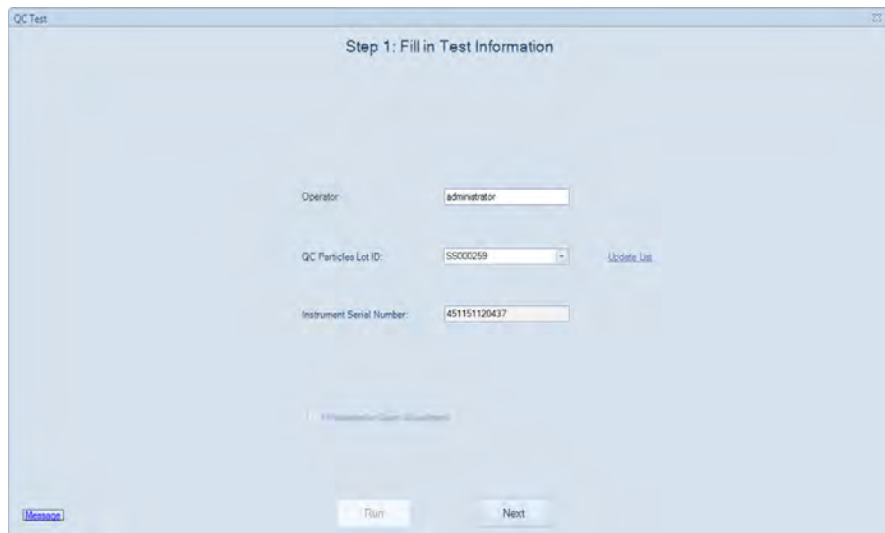 QC Test
Step 1: Fill in Test Information
Operator
administrator
QC Particles Lot ID:
SS000259
Update List
Instrument Serial Number:
451151120437
Message
Run
Next